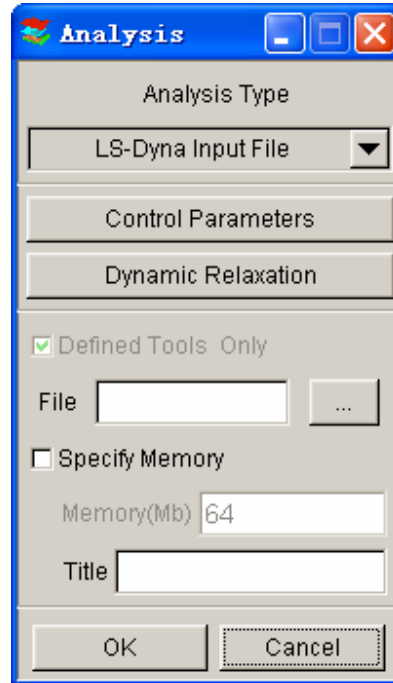 Analysis
Analysis Type
LS-Dyna Input File
Control Parameters
Dynamic Relaxation
Defined Tools Only
File ...
Specify Memory
Memory(Mb) 64
Title
OK Cancel